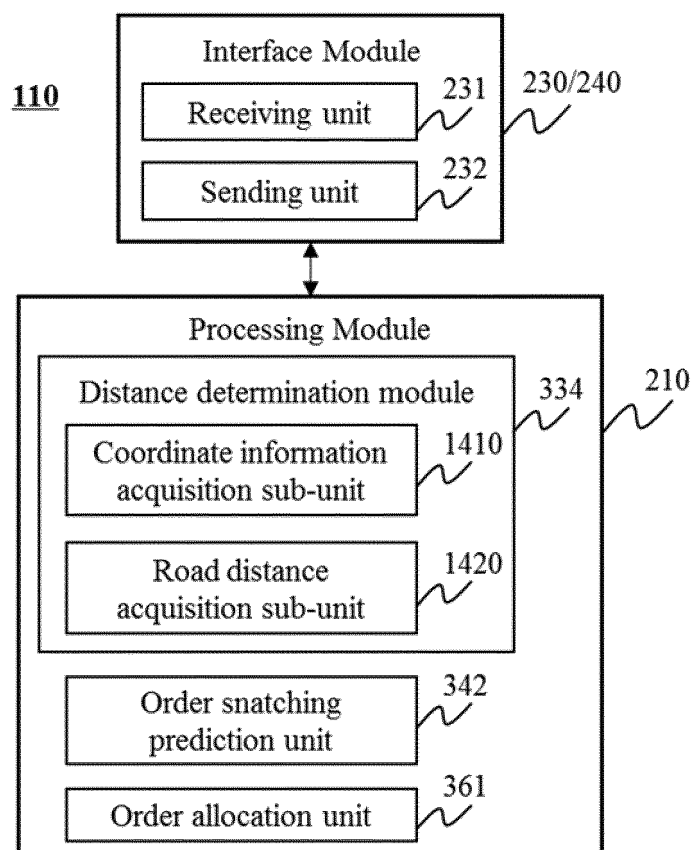 Interface Module
110
230/240
231
Receiving unit
232
Sending unit
Processing Module
Distance determination module
334
210
Coordinate information
acquisition sub-unit
1410
Road distance
acquisition sub-unit
1420
Order snatching
prediction unit
342
Order allocation unit
361